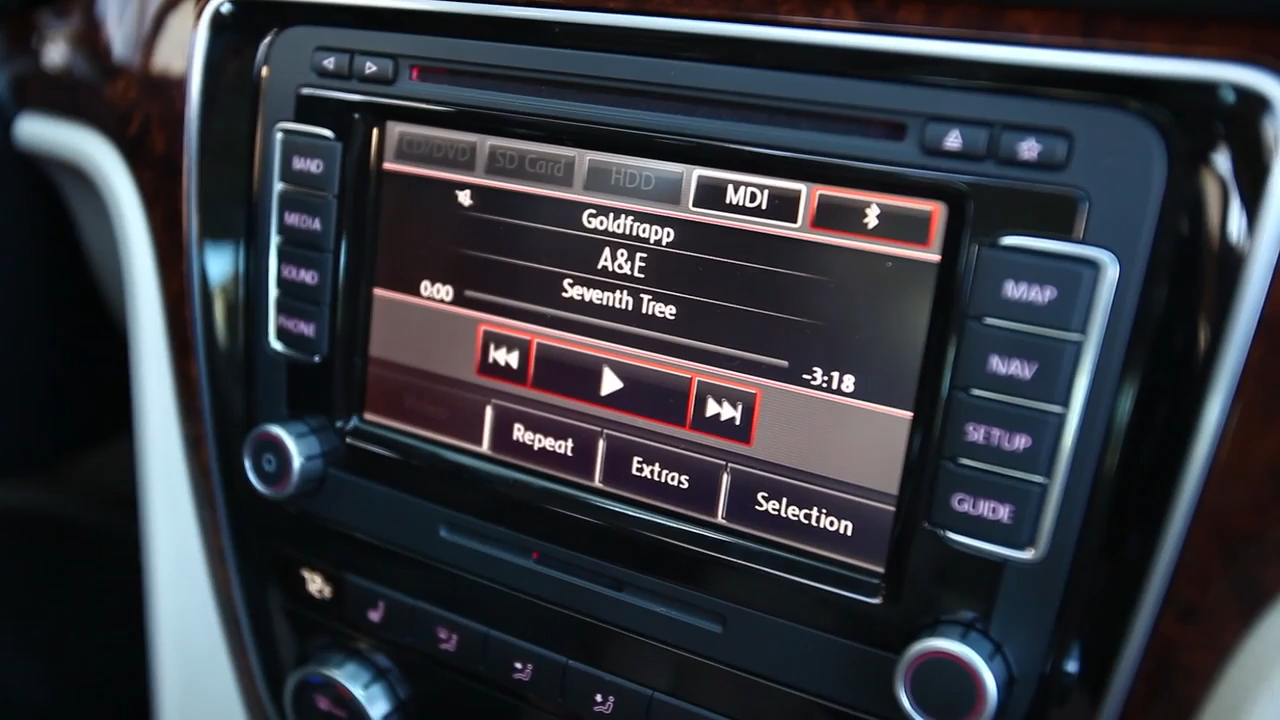 CD/DVD
SD Card
HDD
MDI
BAND
MEDIA
SOUND
PHONE
Goldfrapp
A&E
Seventh Tree
0:00
-3:18
Repeat
Extras
Selection
MAP
NAV
SETUP
GUIDE